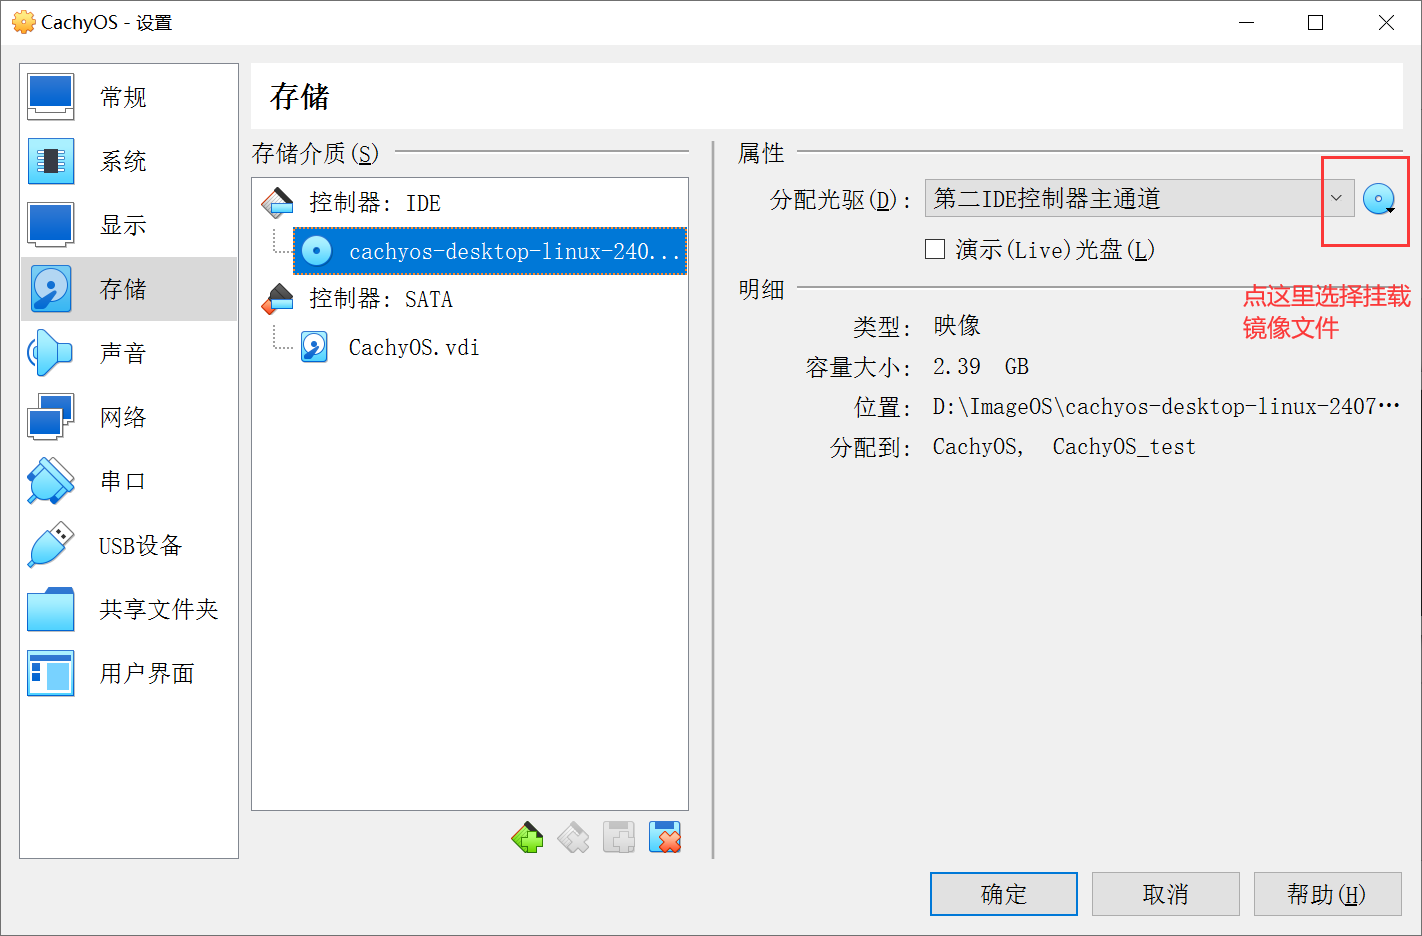 CachyOS - 设置
常规
系统
显示
存储
声音
网络
串口
USB设备
共享文件夹
用户界面
存储
存储介质(S)
控制器: IDE
cachyos-desktop-linux-240...
控制器: SATA
CachyOS.vdi
属性
分配光驱(D):
第二IDE控制器主通道
演示(Live)光盘(L)
明细
点这里选择挂载
镜像文件
类型: 映像
容量大小: 2.39 GB
位置: D:\ImageOS\cachyos-desktop-linux-2407…
分配到: CachyOS, CachyOS_test
确定
取消
帮助(H)